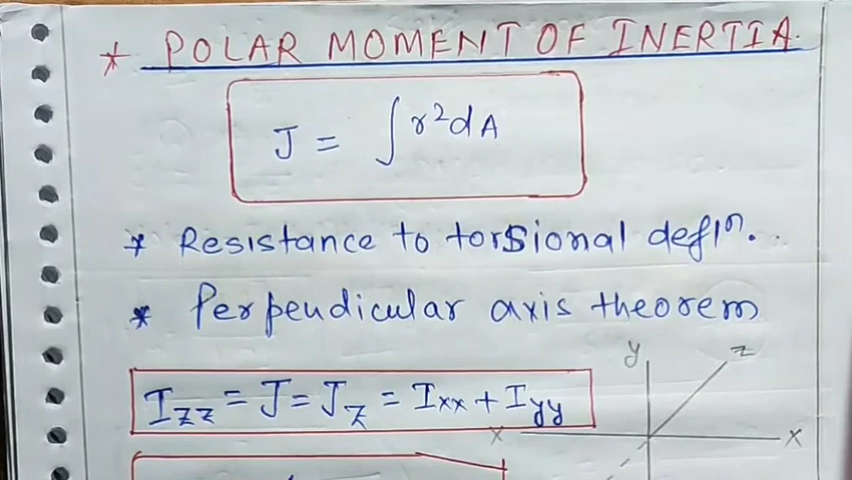 * POLAR MOMENT OF INERTIA.
J = ∫ r²dA
* Resistance to torsional defln..
* Perpendicular axis theorem
y z
Izz = J = Jz = Ixx + Iyy
x x